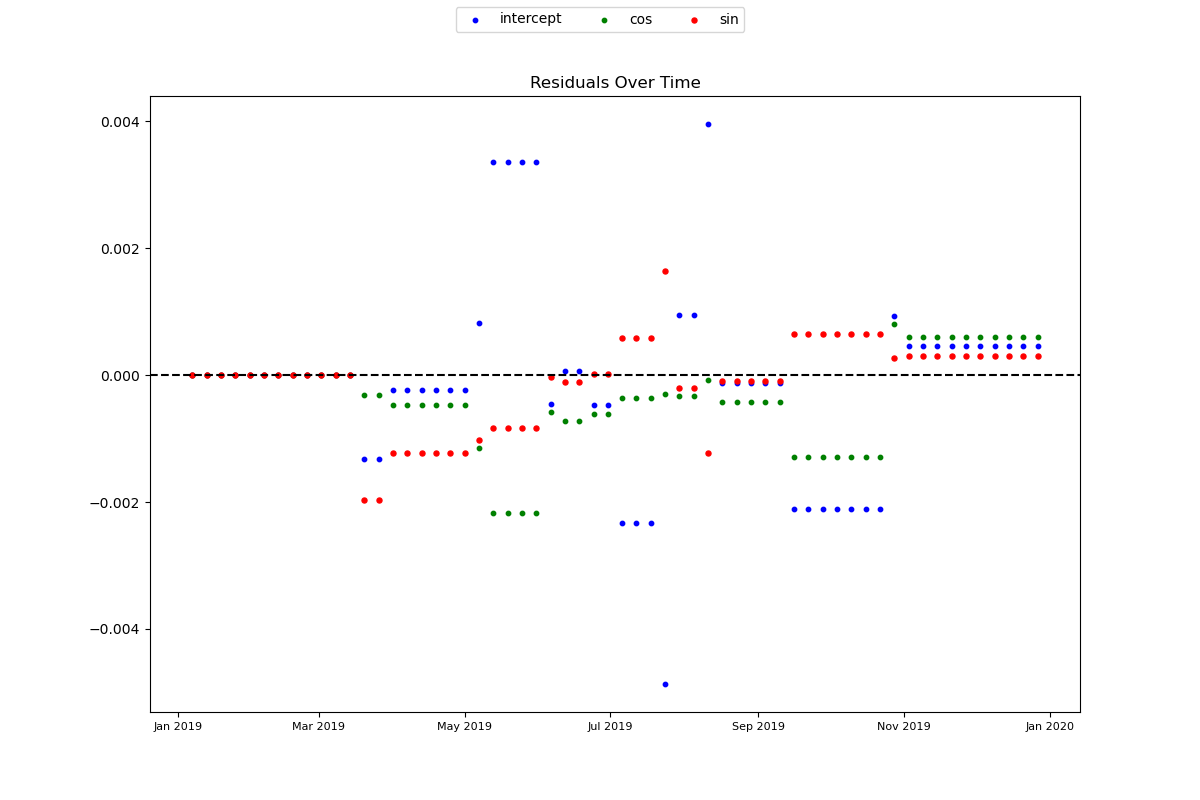 intercept cos sin
Residuals Over Time
0.004
0.002
0.000
−0.002
−0.004
Jan 2019 Mar 2019 May 2019 Jul 2019 Sep 2019 Nov 2019 Jan 2020